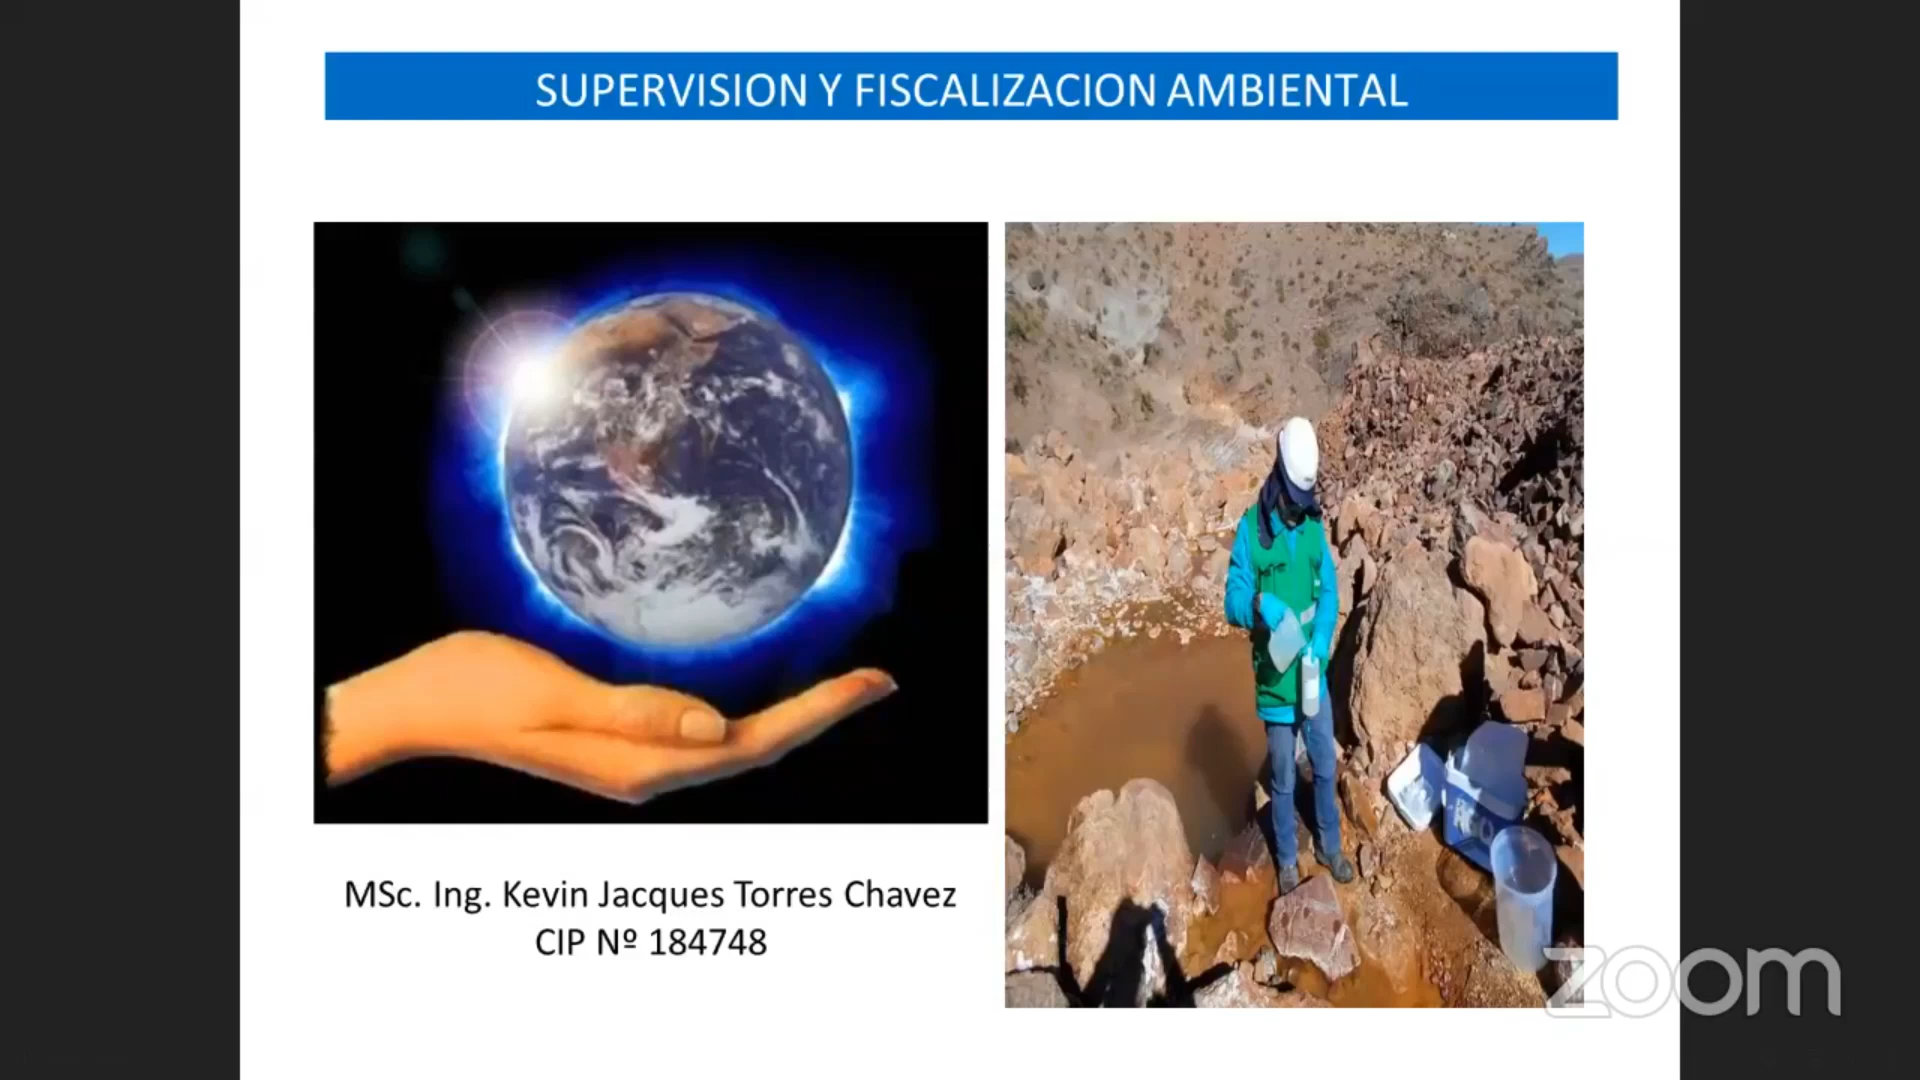 SUPERVISION Y FISCALIZACION AMBIENTAL
MSc. Ing. Kevin Jacques Torres Chavez
CIP Nº 184748
zoom